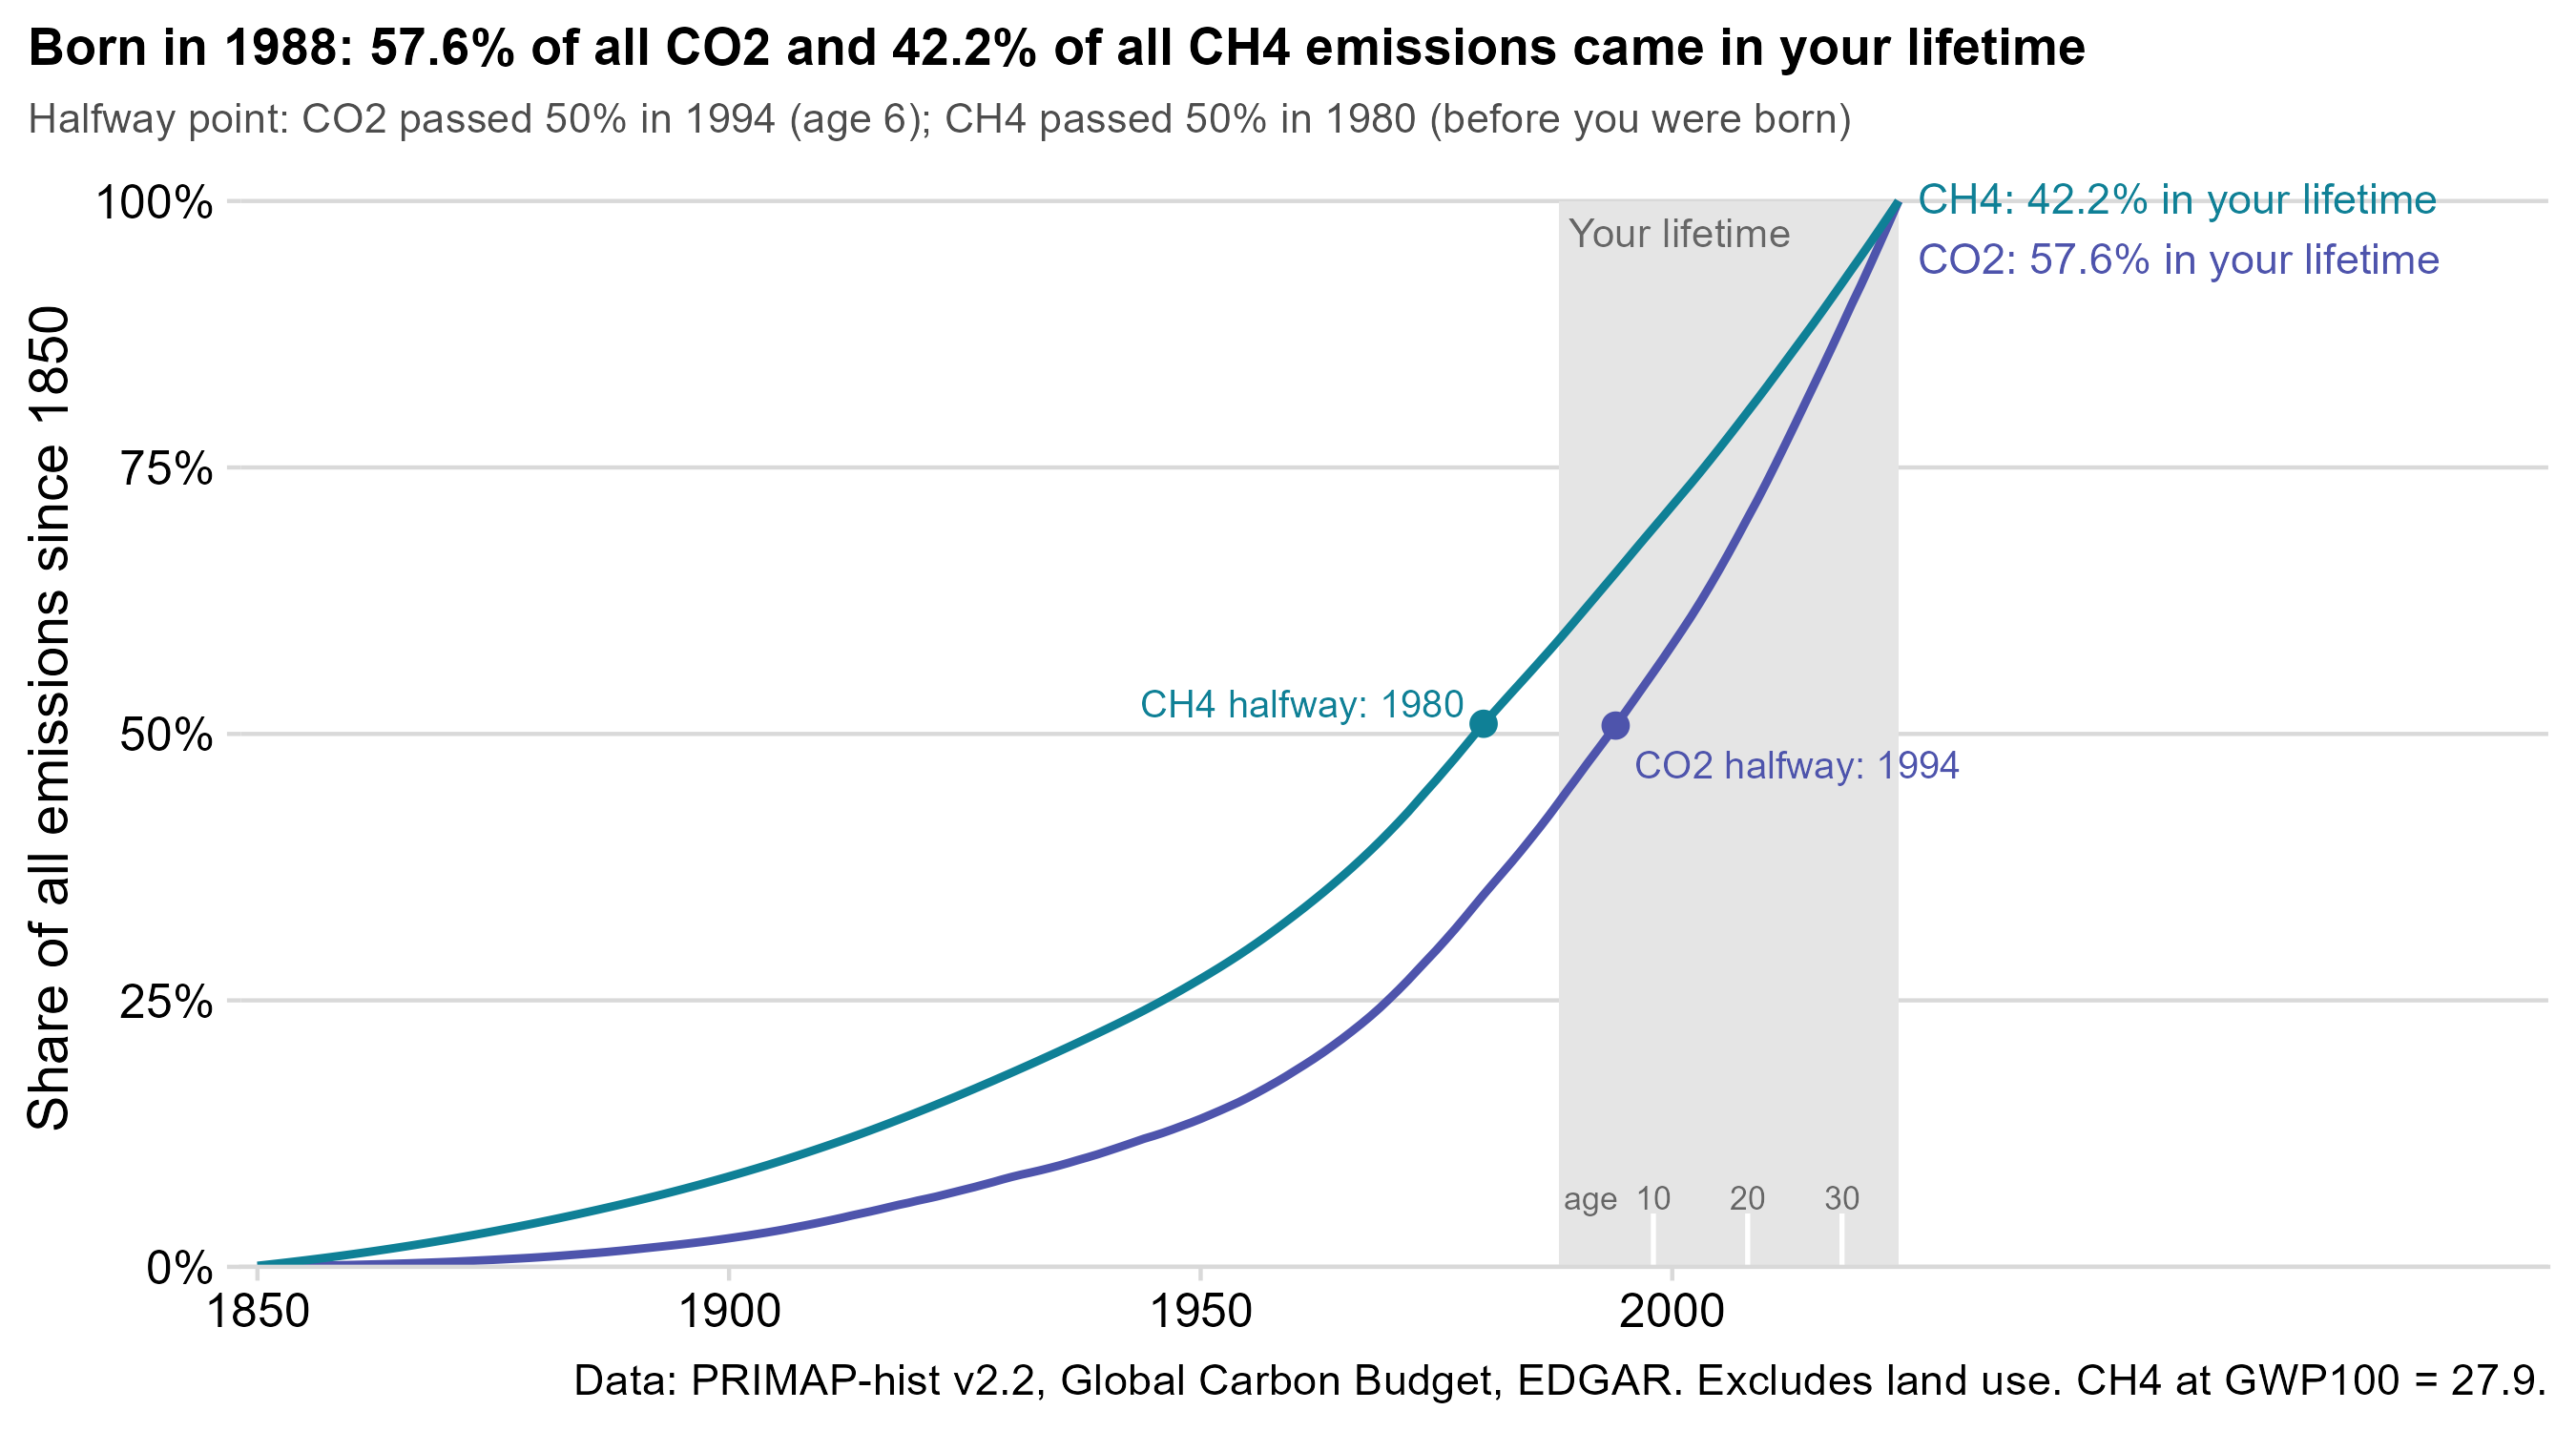 Born in 1988: 57.6% of all CO2 and 42.2% of all CH4 emissions came in your lifetime
Halfway point: CO2 passed 50% in 1994 (age 6); CH4 passed 50% in 1980 (before you were born)
Share of all emissions since 1850
100%
75%
50%
25%
0%
Your lifetime
CH4: 42.2% in your lifetime
CO2: 57.6% in your lifetime
CH4 halfway: 1980
CO2 halfway: 1994
age 10 20 30
1850 1900 1950 2000
Data: PRIMAP-hist v2.2, Global Carbon Budget, EDGAR. Excludes land use. CH4 at GWP100 = 27.9.